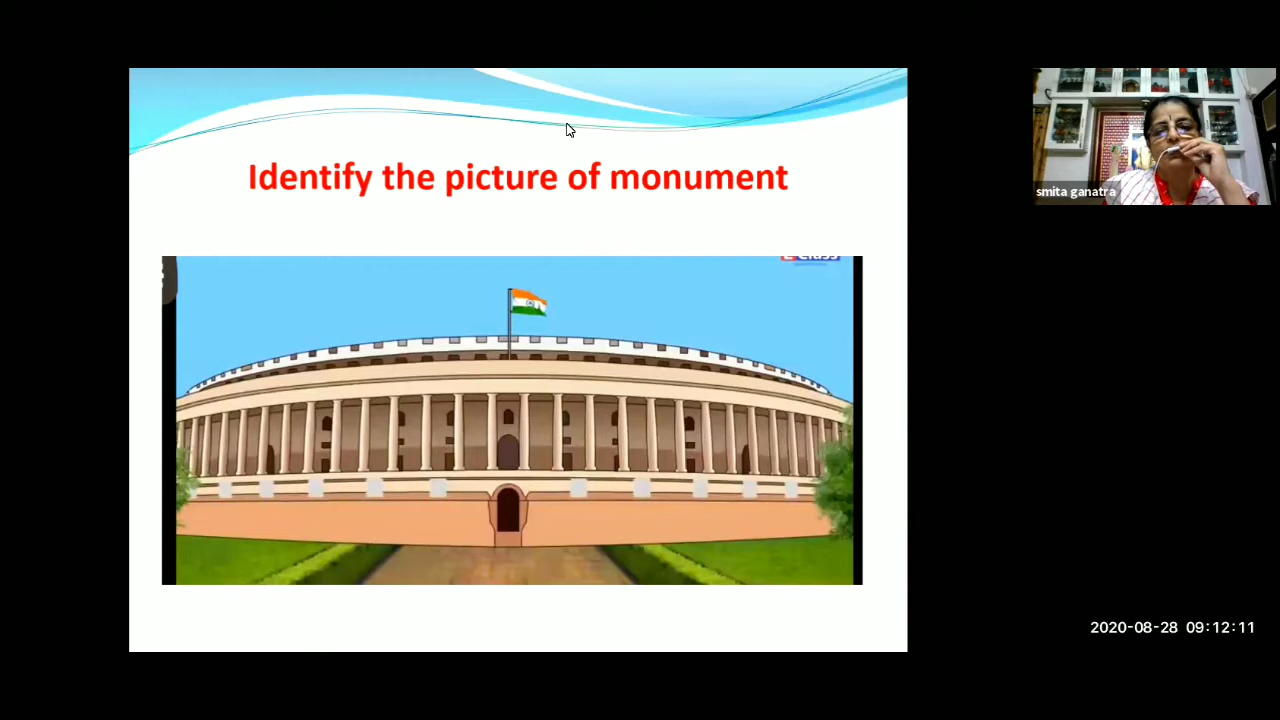 Identify the picture of monument
smita ganatra
2020-08-28 09:12:11